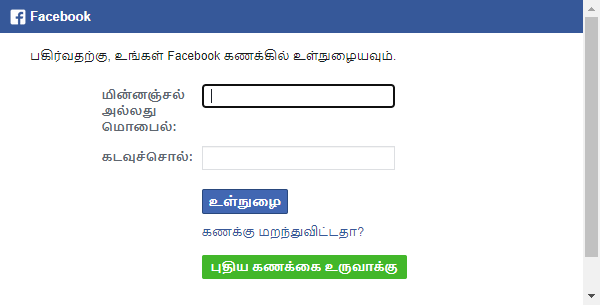 Facebook
பகிர்வதற்கு, உங்கள் Facebook கணக்கில் உள்நுழையவும்.
மின்னஞ்சல்
அல்லது
மொபைல்:
கடவுச்சொல்:
உள்நுழை
கணக்கு மறந்துவிட்டதா?
புதிய கணக்கை உருவாக்கு